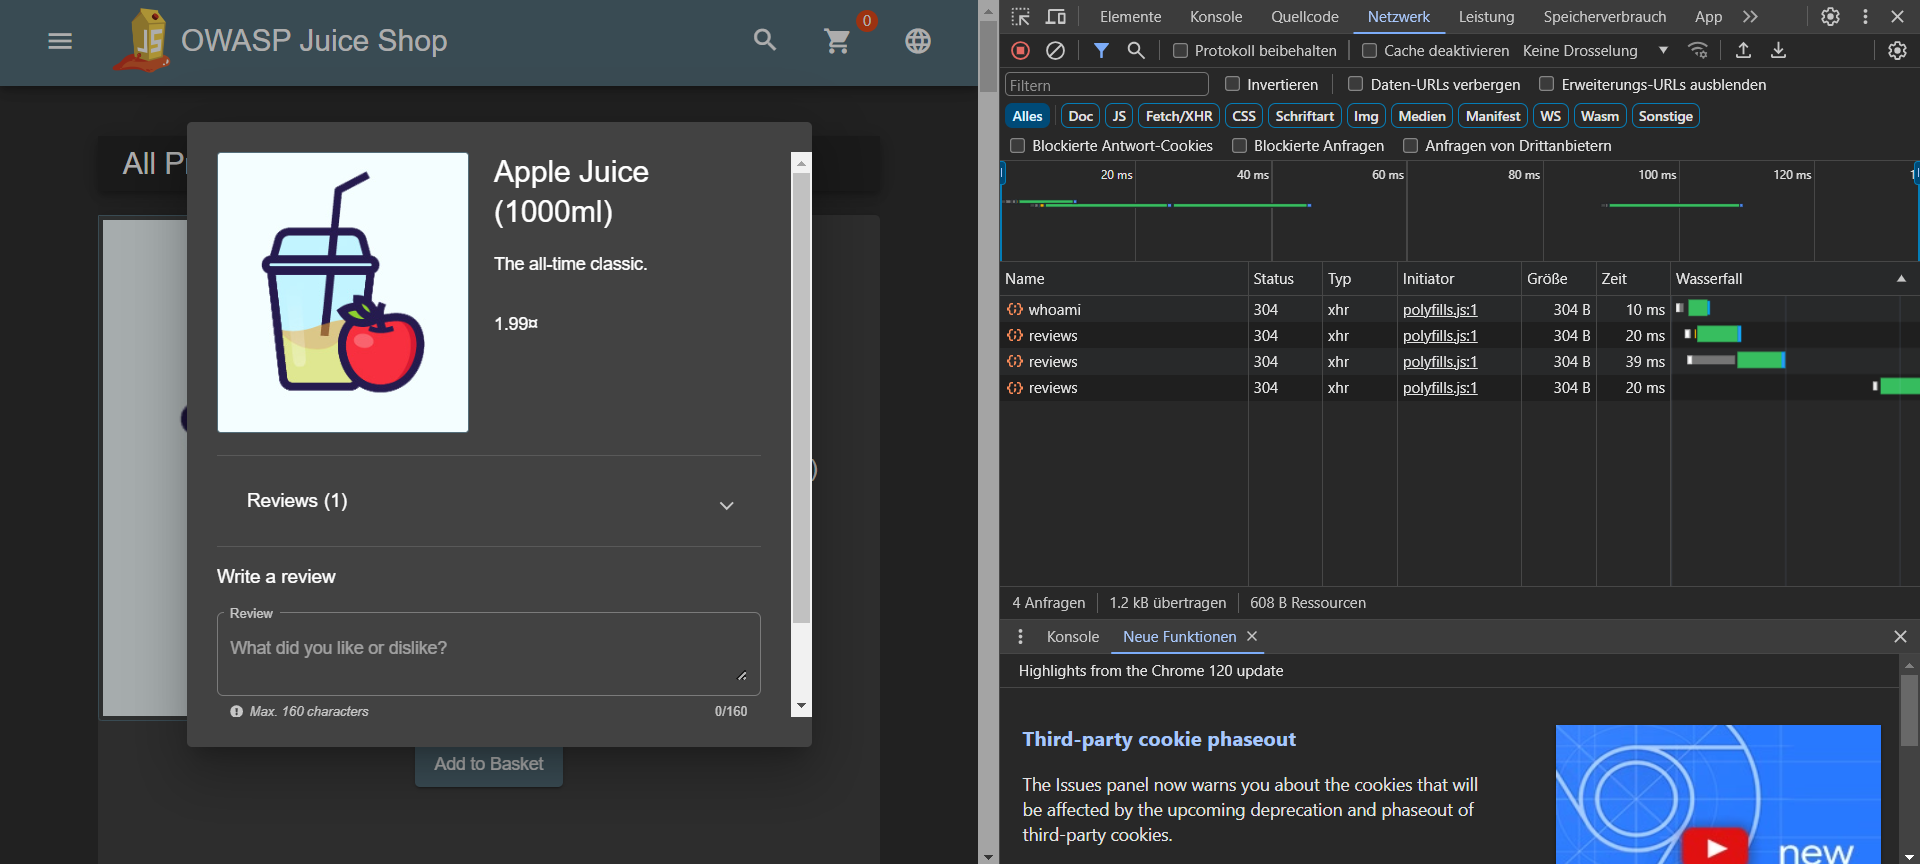 OWASP Juice Shop
0
All Pr
Apple Juice
(1000ml)
The all-time classic.
1.99¤
Reviews (1)
Write a review
Review
What did you like or dislike?
Max. 160 characters
0/160
Add to Basket
)
Elemente Konsole Quellcode Netzwerk Leistung Speicherverbrauch App
Protokoll beibehalten Cache deaktivieren Keine Drosselung
Filtern Invertieren Daten-URLs verbergen Erweiterungs-URLs ausblenden
Alles Doc JS Fetch/XHR CSS Schriftart Img Medien Manifest WS Wasm Sonstige
Blockierte Antwort-Cookies Blockierte Anfragen Anfragen von Drittanbietern
20 ms 40 ms 60 ms 80 ms 100 ms 120 ms 1
Name Status Typ Initiator Größe Zeit Wasserfall
whoami 304 xhr polyfills.js:1 304 B 10 ms
reviews 304 xhr polyfills.js:1 304 B 20 ms
reviews 304 xhr polyfills.js:1 304 B 39 ms
reviews 304 xhr polyfills.js:1 304 B 20 ms
4 Anfragen 1.2 kB übertragen 608 B Ressourcen
Konsole Neue Funktionen
Highlights from the Chrome 120 update
Third-party cookie phaseout
The Issues panel now warns you about the cookies that will
be affected by the upcoming deprecation and phaseout of
third-party cookies.
new